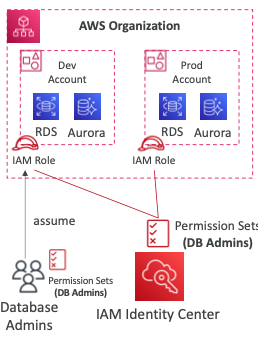 AWS Organization
Dev
Account
Prod
Account
RDS
Aurora
RDS
Aurora
IAM Role
IAM Role
assume
Permission Sets
(DB Admins)
Permission Sets
(DB Admins)
Database
Admins
IAM Identity Center